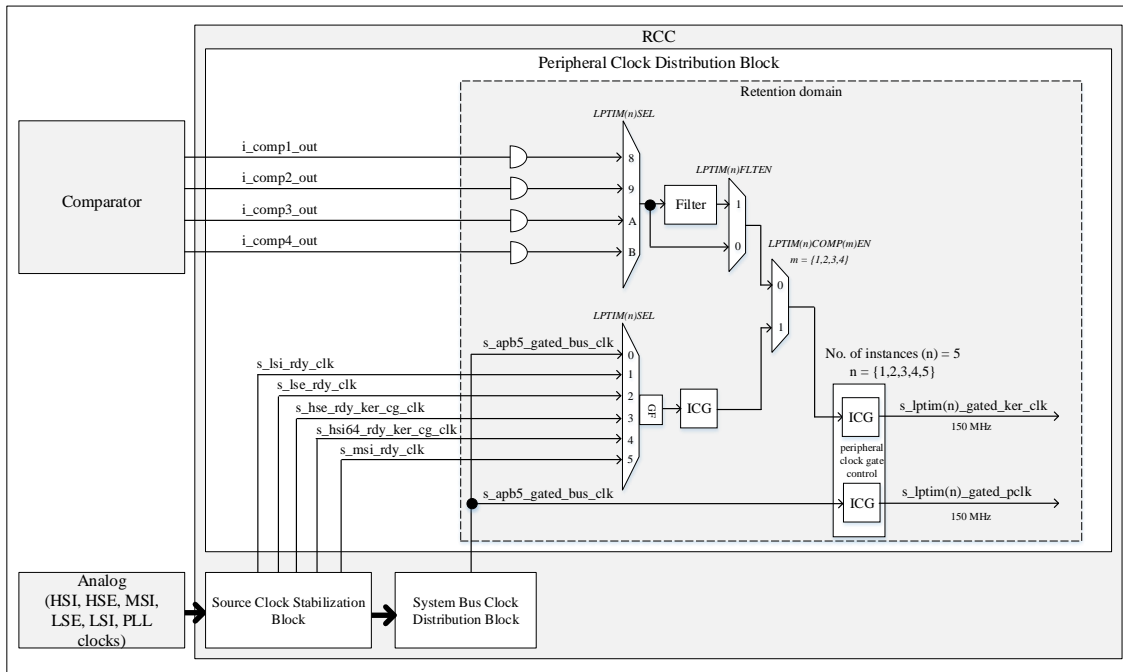 RCC
Peripheral Clock Distribution Block
Retention domain
LPTIM(n)SEL
Comparator
i_comp1_out
8
i_comp2_out
9
i_comp3_out
A
i_comp4_out
B
LPTIM(n)FLTEN
Filter
1
0
LPTIM(n)COMP(m)EN
m = {1,2,3,4}
0
1
LPTIM(n)SEL
s_apb5_gated_bus_clk
0
s_lsi_rdy_clk
1
s_lse_rdy_clk
2
s_hse_rdy_ker_cg_clk
3
s_hsi64_rdy_ker_cg_clk
4
s_msi_rdy_clk
5
GF
ICG
No. of instances (n) = 5
n = {1,2,3,4,5}
ICG
s_lptim(n)_gated_ker_clk
150 MHz
peripheral
clock gate
control
s_apb5_gated_bus_clk
ICG
s_lptim(n)_gated_pclk
150 MHz
Analog
(HSI, HSE, MSI,
LSE, LSI, PLL
clocks)
Source Clock Stabilization
Block
System Bus Clock
Distribution Block